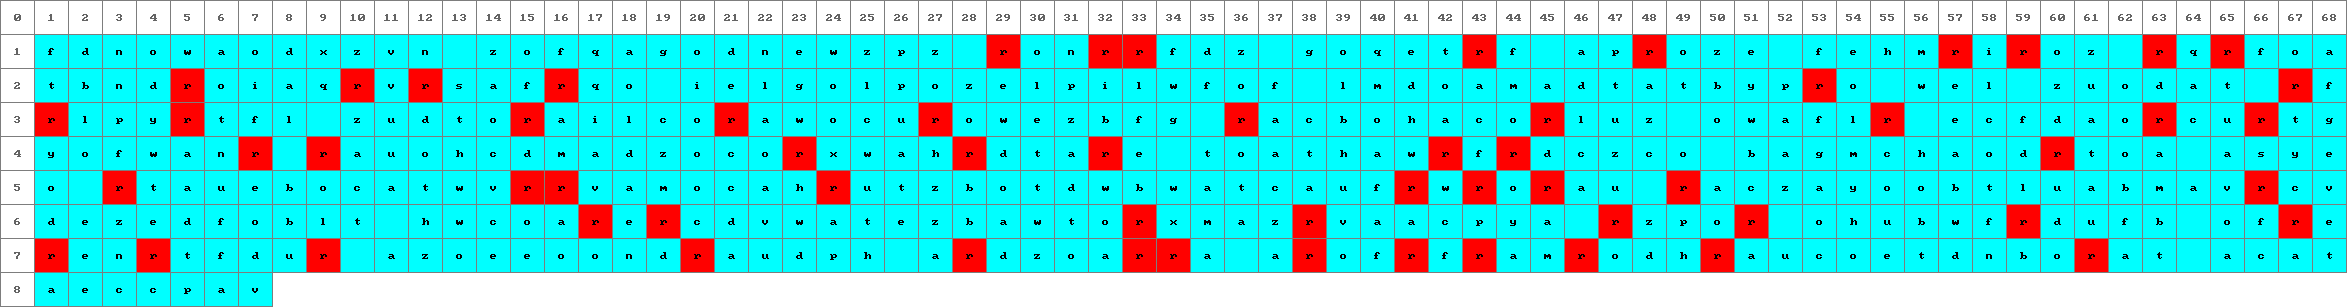 0 1 2 3 4 5 6 7 8 9 10 11 12 13 14 15 16 17 18 19 20 21 22 23 24 25 26 27 28 29 30 31 32 33 34 35 36 37 38 39 40 41 42 43 44 45 46 47 48 49 50 51 52 53 54 55 56 57 58 59 60 61 62 63 64 65 66 67 68
1 f d n o w a o d x z v n z o f q a g o d n e w z p z r o n r r f d z g o q e t r f a p r o z e f e h m r i r o z r q r f o a
2 t b n d r o i a q r v r s a f r q o i e l g o l p o z e l p i l w f o f l m d o a m a d t a t b y p r o w e l z u o d a t r f
3 r l p y r t f l z u d t o r a i l c o r a w o c u r o w e z b f g r a c b o h a c o r l u z o w a f l r e c f d a o r c u r t g
4 y o f w a n r r a u o h c d m a d z o c o r x w a h r d t a r e t o a t h a w r f r d c z c o b a g m c h a o d r t o a a s y e
5 o r t a u e b o c a t w v r r v a m o c a h r u t z b o t d w b w a t c a u f r w r o r a u r a c z a y o o b t l u a b m a v r c v
6 d e z e d f o b l t h w c o a r e r c d v w a t e z b a w t o r x m a z r v a a c p y a r z p o r o h u b w f r d u f b o f r e
7 r e n r t f d u r a z o e e o o n d r a u d p h a r d z o a r r a a r o f r f r a m r o d h r a u c o e t d n b o r a t a c a t
8 a e c c p a v